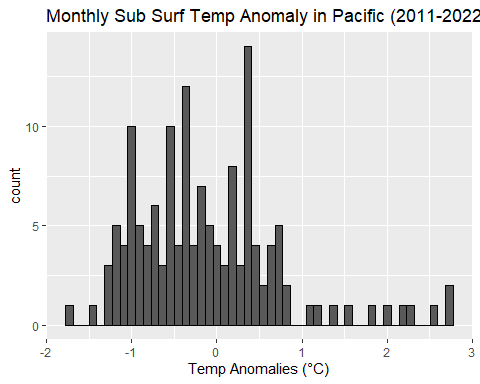 Monthly Sub Surf Temp Anomaly in Pacific (2011-2022
10
5
0
count
-2 -1 0 1 2 3
Temp Anomalies (°C)